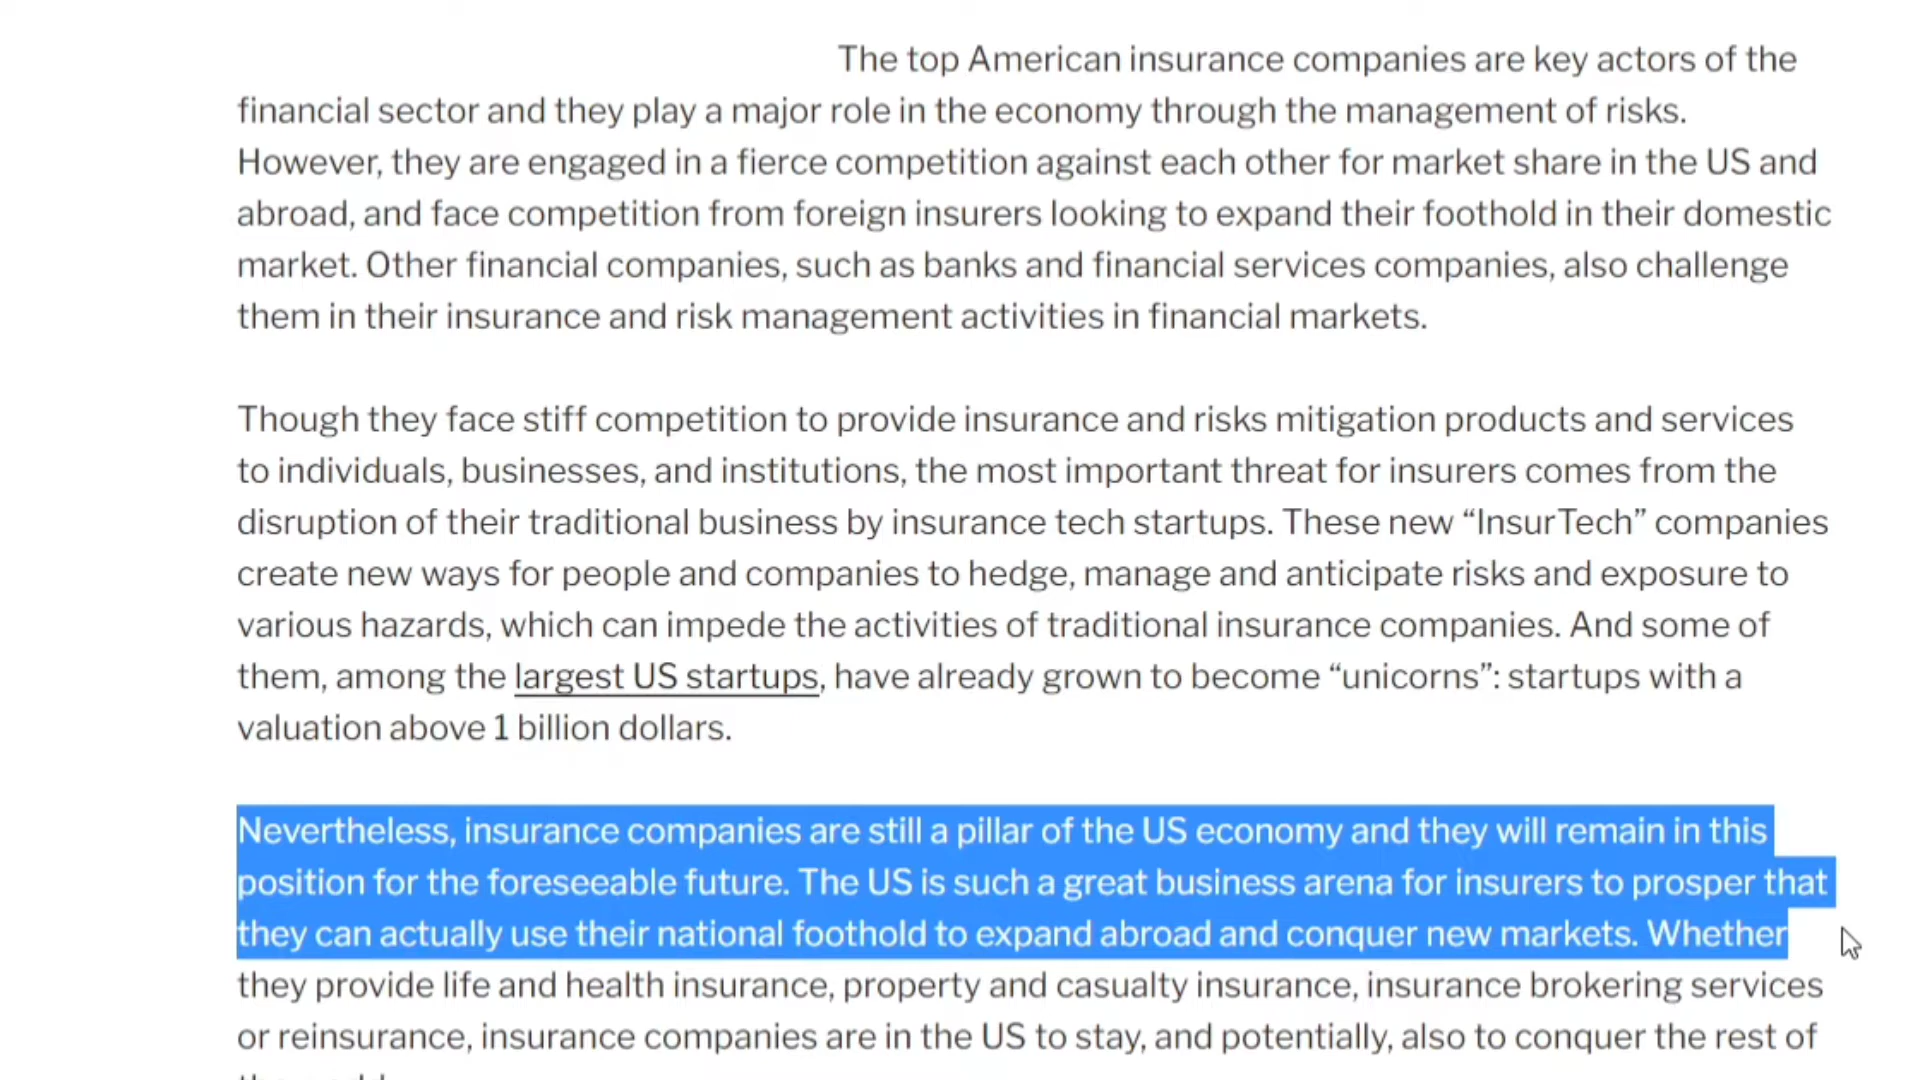 The top American insurance companies are key actors of the
financial sector and they play a major role in the economy through the management of risks.
However, they are engaged in a fierce competition against each other for market share in the US and
abroad, and face competition from foreign insurers looking to expand their foothold in their domestic
market. Other financial companies, such as banks and financial services companies, also challenge
them in their insurance and risk management activities in financial markets.
Though they face stiff competition to provide insurance and risks mitigation products and services
to individuals, businesses, and institutions, the most important threat for insurers comes from the
disruption of their traditional business by insurance tech startups. These new “InsurTech” companies
create new ways for people and companies to hedge, manage and anticipate risks and exposure to
various hazards, which can impede the activities of traditional insurance companies. And some of
them, among the largest US startups, have already grown to become “unicorns”: startups with a
valuation above 1 billion dollars.
Nevertheless, insurance companies are still a pillar of the US economy and they will remain in this
position for the foreseeable future. The US is such a great business arena for insurers to prosper that
they can actually use their national foothold to expand abroad and conquer new markets. Whether
they provide life and health insurance, property and casualty insurance, insurance brokering services
or reinsurance, insurance companies are in the US to stay, and potentially, also to conquer the rest of